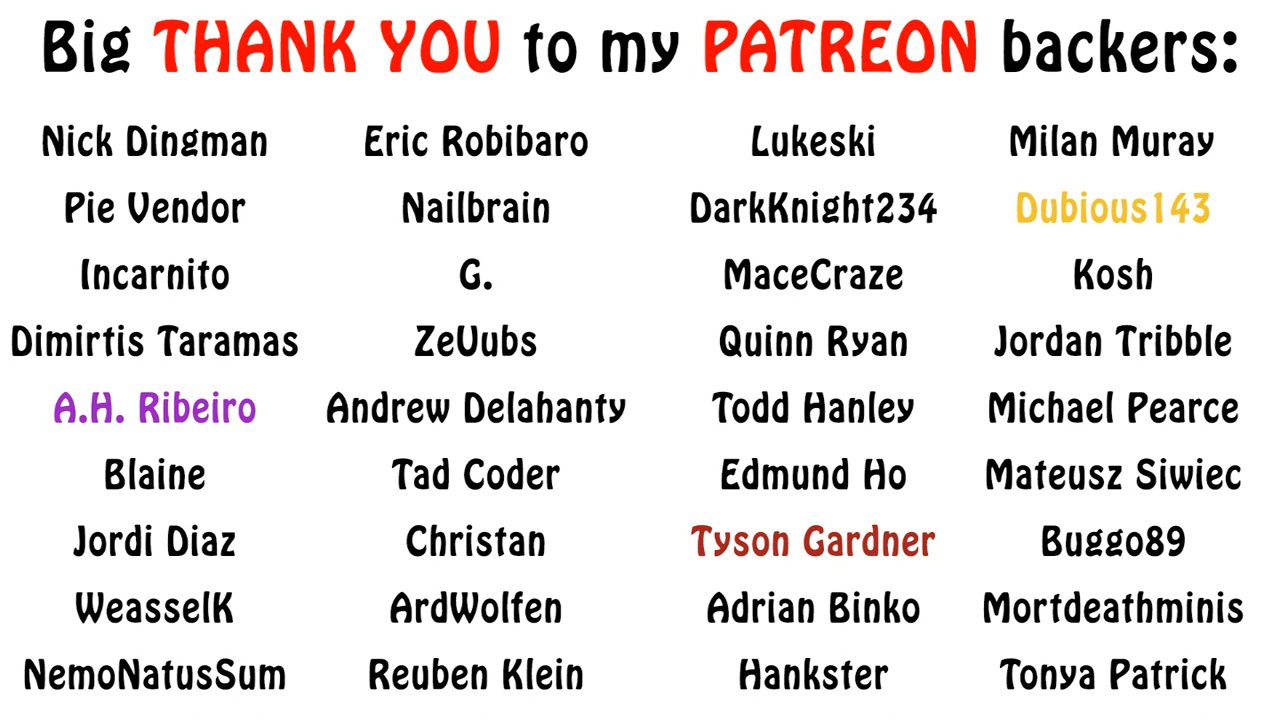 Big THANK YOU to my PATREON backers:
Nick Dingman Eric Robibaro Lukeski Milan Muray
Pie Vendor Nailbrain DarkKnight234 Dubious143
Incarnito G. MaceCraze Kosh
Dimirtis Taramas ZeVubs Quinn Ryan Jordan Tribble
A.H. Ribeiro Andrew Delahanty Todd Hanley Michael Pearce
Blaine Tad Coder Edmund Ho Mateusz Siwiec
Jordi Diaz Christan Tyson Gardner Buggo89
WeasselK ArdWolfen Adrian Binko Mortdeathminis
NemoNatusSum Reuben Klein Hankster Tonya Patrick